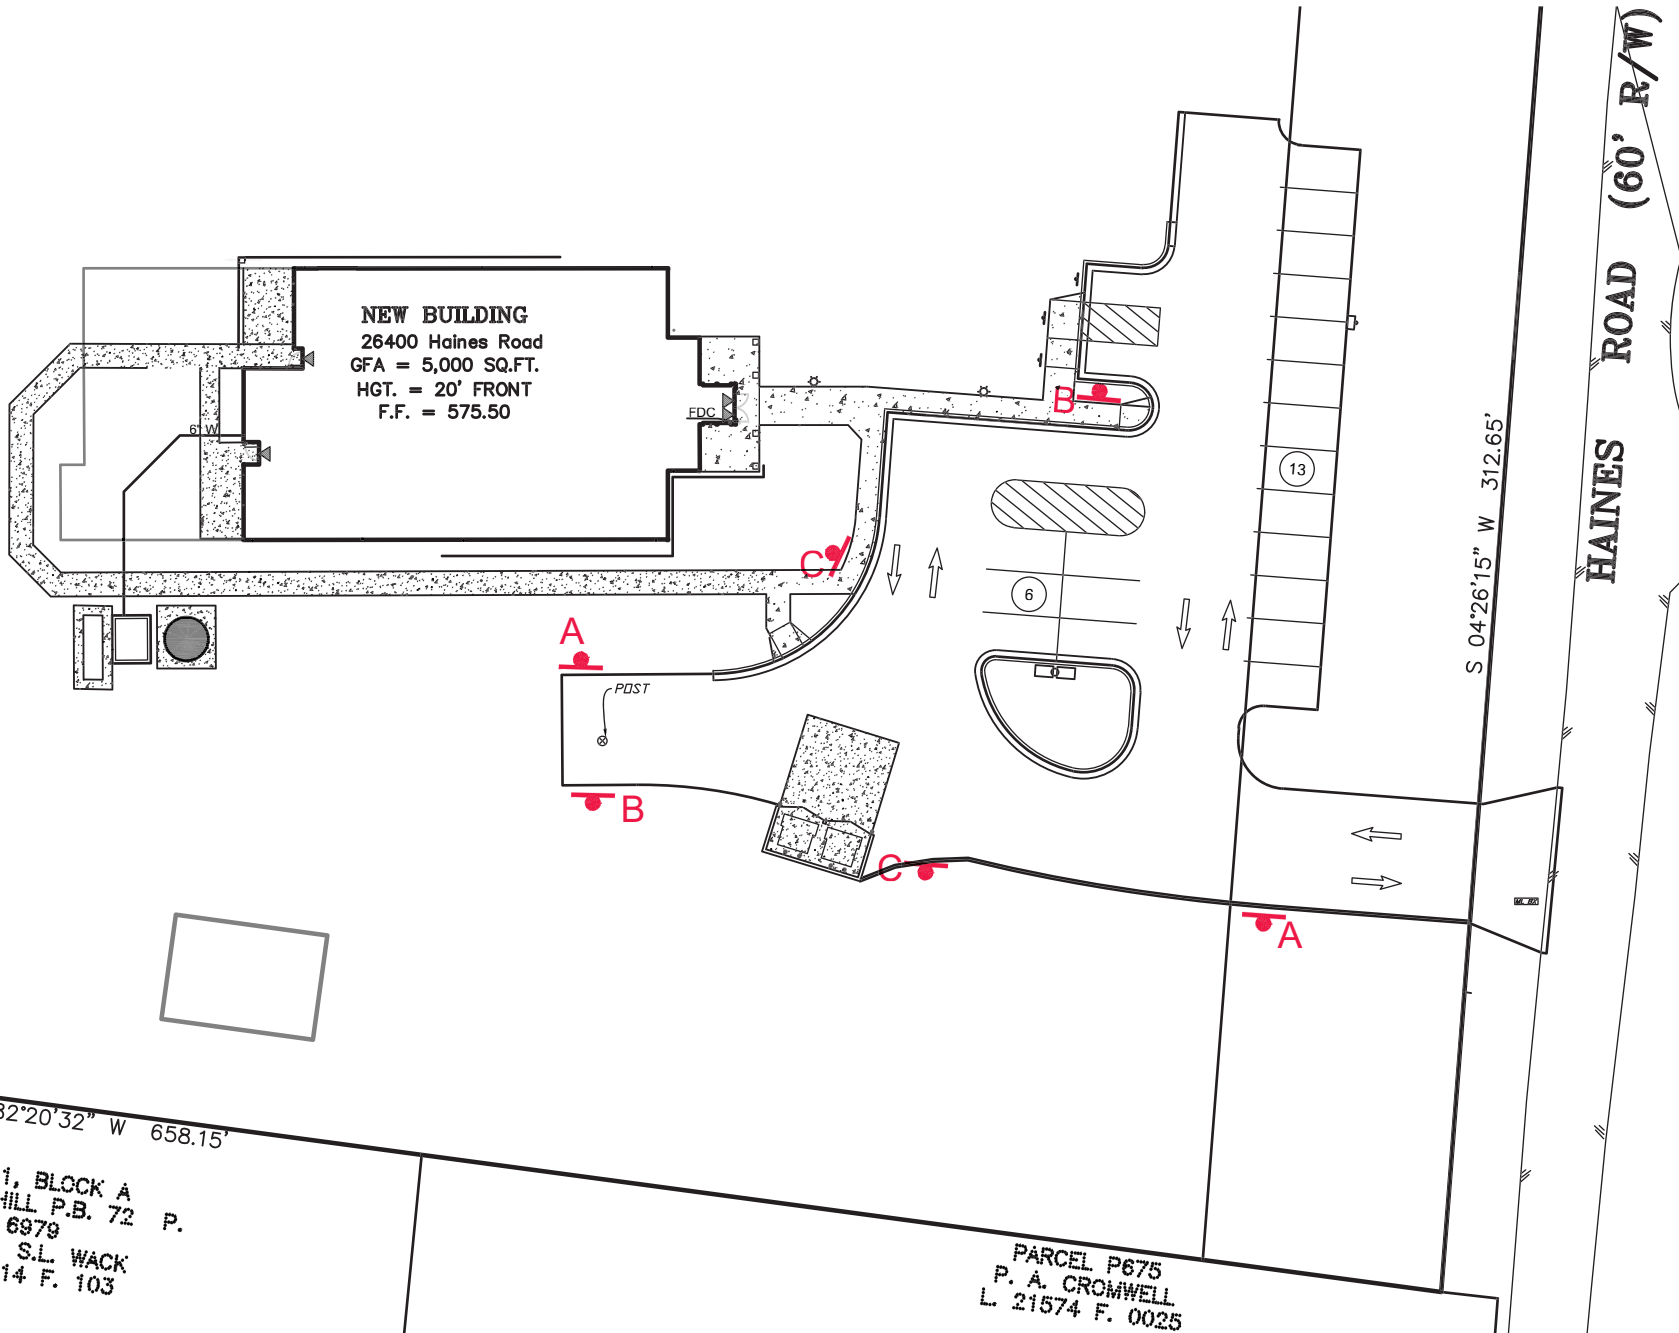 NEW BUILDING
26400 Haines Road
GFA = 5,000 SQ.FT.
HGT. = 20' FRONT
F.F. = 575.50
FDC
6" W
B
C
A
POST
B
C
A
6
13
S 04°26'15" W 312.65'
HAINES ROAD (60' R/W)
82°20'32" W 658.15'
1, BLOCK A
HILL P.B. 72 P.
6979
S.L. WACK
14 F. 103
PARCEL P675
P. A. CROMWELL
L. 21574 F. 0025